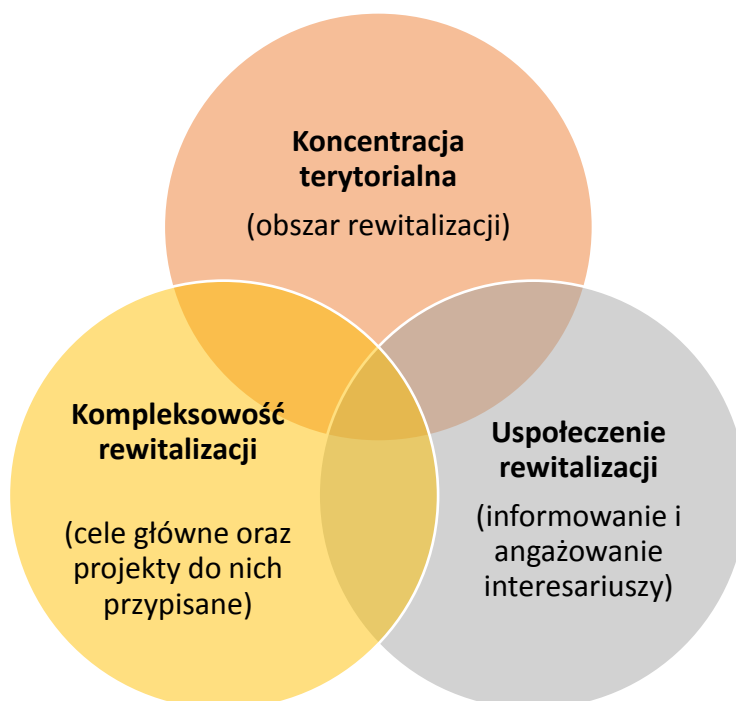 Koncentracja
terytorialna
(obszar rewitalizacji)
Kompleksowość
rewitalizacji
(cele główne oraz
projekty do nich
przypisane)
Uspołeczenie
rewitalizacji
(informowanie i
angażowanie
interesariuszy)